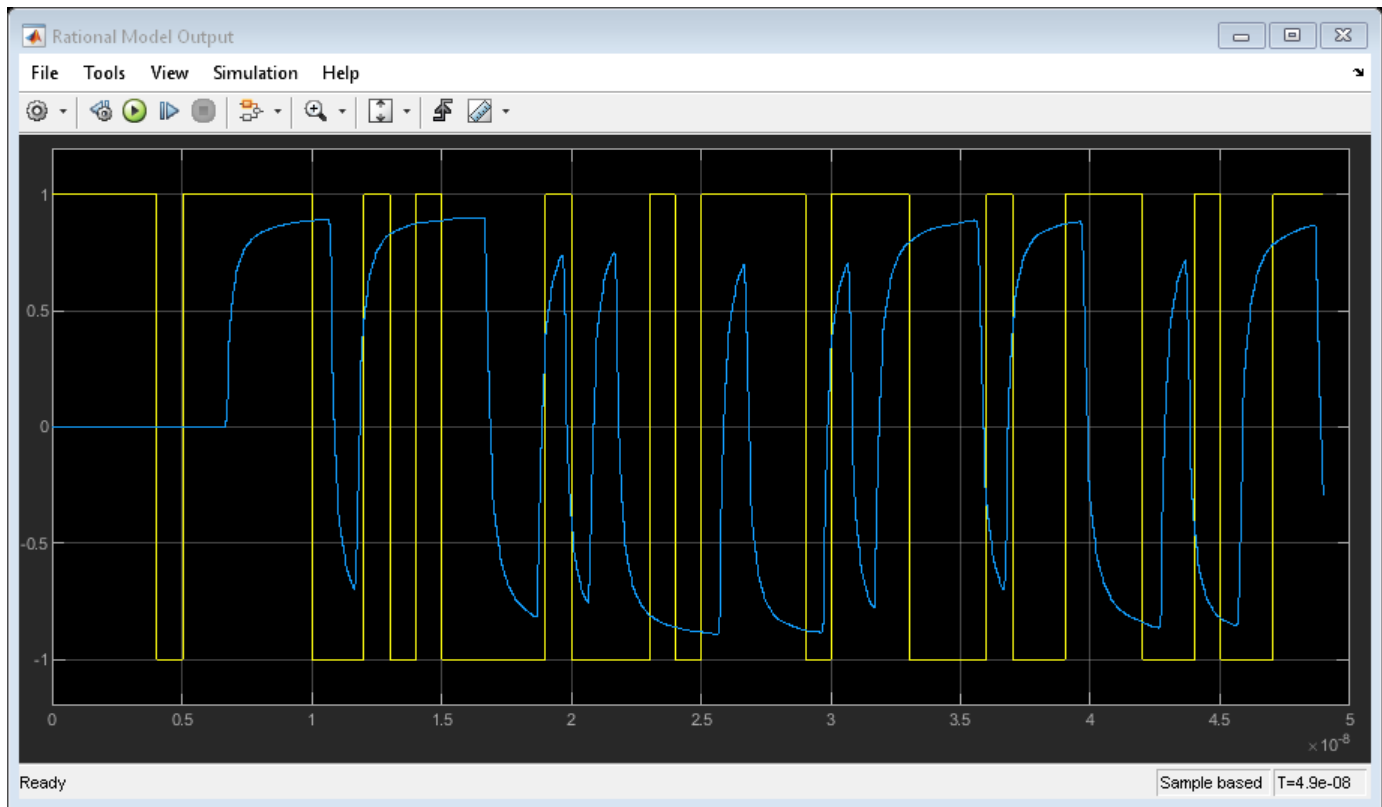 Rational Model Output
File Tools View Simulation Help
1
0.5
0
-0.5
-1
0 0.5 1 1.5 2 2.5 3 3.5 4 4.5 5
×10-8
Ready Sample based T=4.9e-08